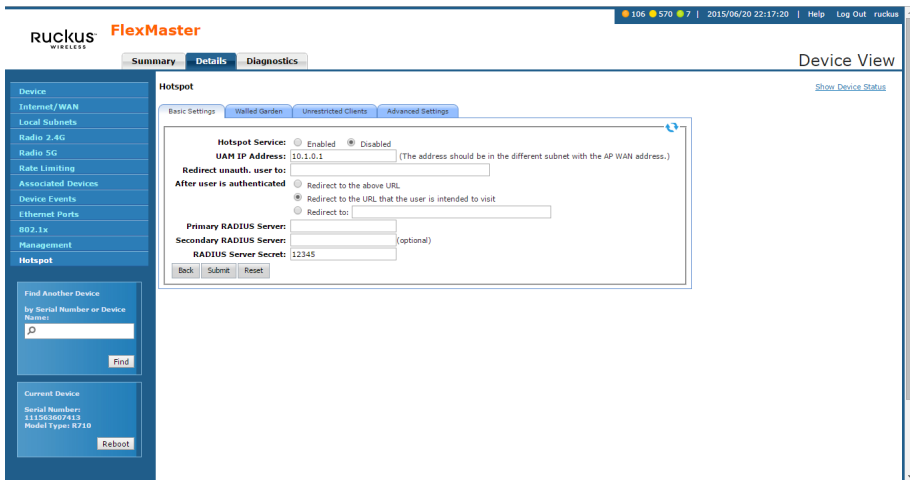 106 570 7 | 2015/06/20 22:17:20 | Help Log Out ruckus
Ruckus WIRELESS FlexMaster
Summary Details Diagnostics
Device View
Device
Internet/WAN
Local Subnets
Radio 2.4G
Radio 5G
Rate Limiting
Associated Devices
Device Events
Ethernet Ports
802.1x
Management
Hotspot
Find Another Device
by Serial Number or Device
Name:
Find
Current Device
Serial Number:
111563607413
Model Type: R710
Reboot
Hotspot
Show Device Status
Basic Settings Walled Garden Unrestricted Clients Advanced Settings
Hotspot Service: Enabled Disabled
UAM IP Address: 10.1.0.1 (The address should be in the different subnet with the AP WAN address.)
Redirect unauth. user to:
After user is authenticated Redirect to the above URL
Redirect to the URL that the user is intended to visit
Redirect to:
Primary RADIUS Server:
Secondary RADIUS Server: (optional)
RADIUS Server Secret: 12345
Back Submit Reset